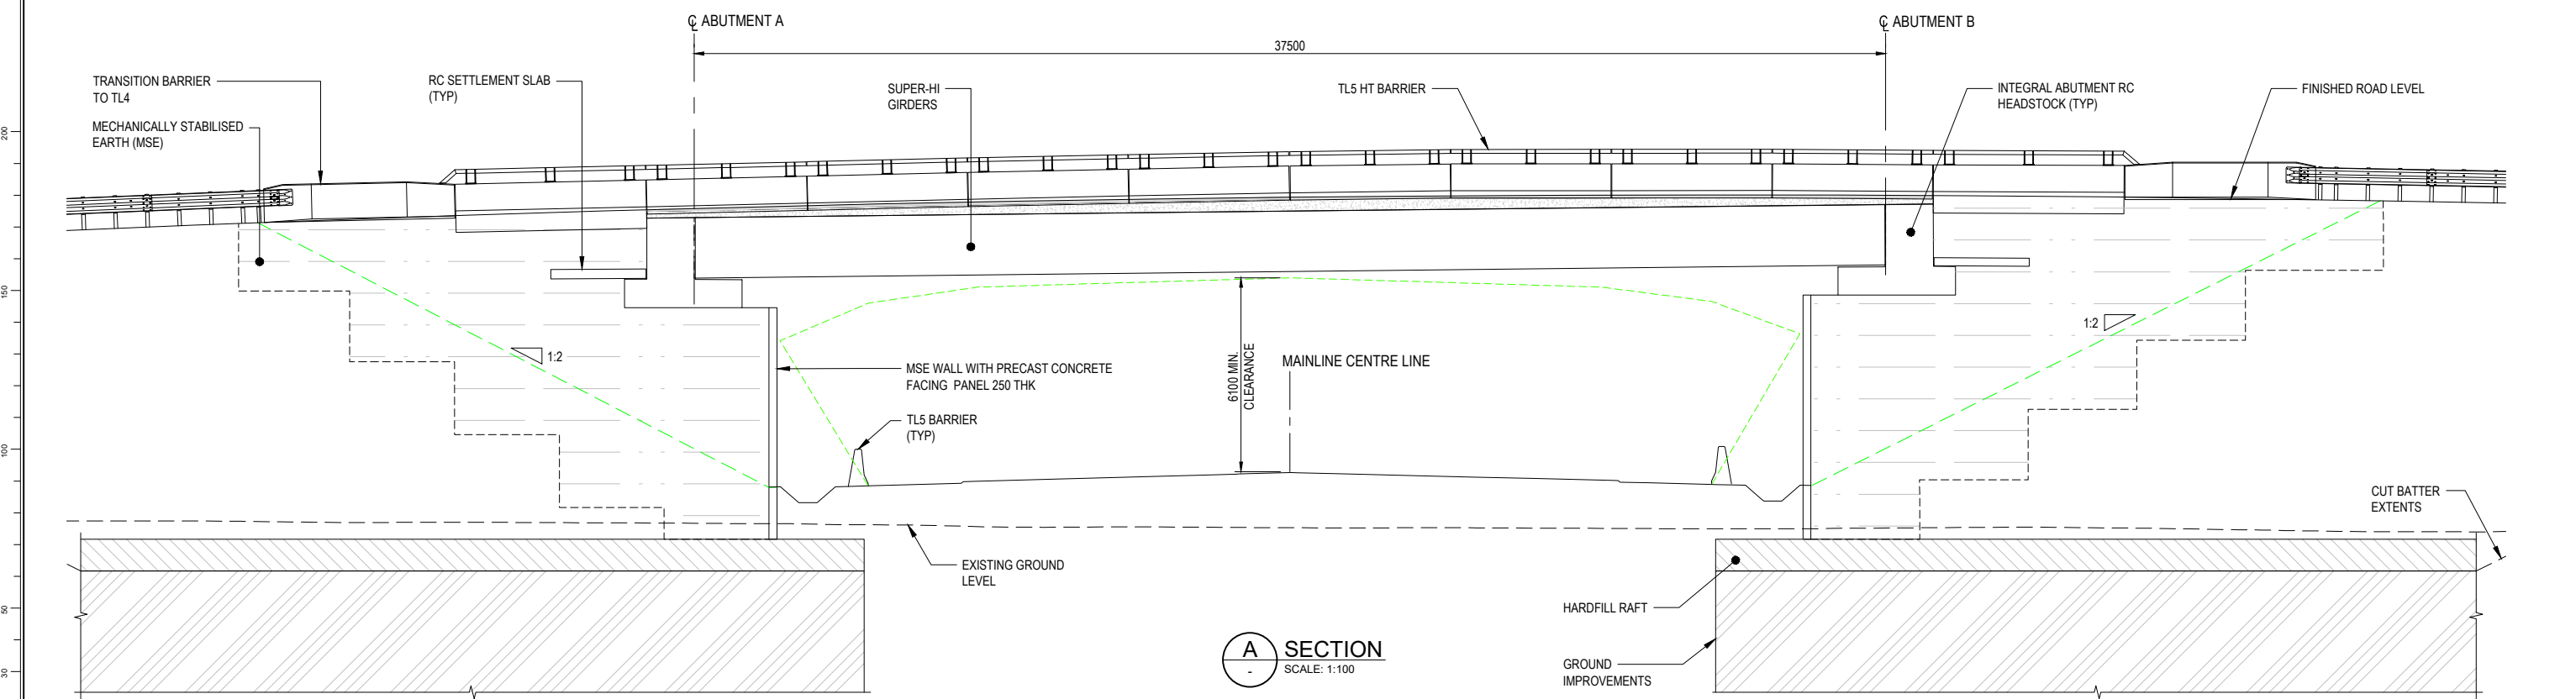 ℄ ABUTMENT A
℄ ABUTMENT B
37500
TRANSITION BARRIER
TO TL4
RC SETTLEMENT SLAB
(TYP)
SUPER-HI
GIRDERS
TL5 HT BARRIER
INTEGRAL ABUTMENT RC
HEADSTOCK (TYP)
FINISHED ROAD LEVEL
MECHANICALLY STABILISED
EARTH (MSE)
200
150
100
50
30
1:2
1:2
MSE WALL WITH PRECAST CONCRETE
FACING PANEL 250 THK
6100 MIN.
CLEARANCE
MAINLINE CENTRE LINE
TL5 BARRIER
(TYP)
CUT BATTER
EXTENTS
EXISTING GROUND
LEVEL
HARDFILL RAFT
GROUND
IMPROVEMENTS
A
-
SECTION
SCALE: 1:100